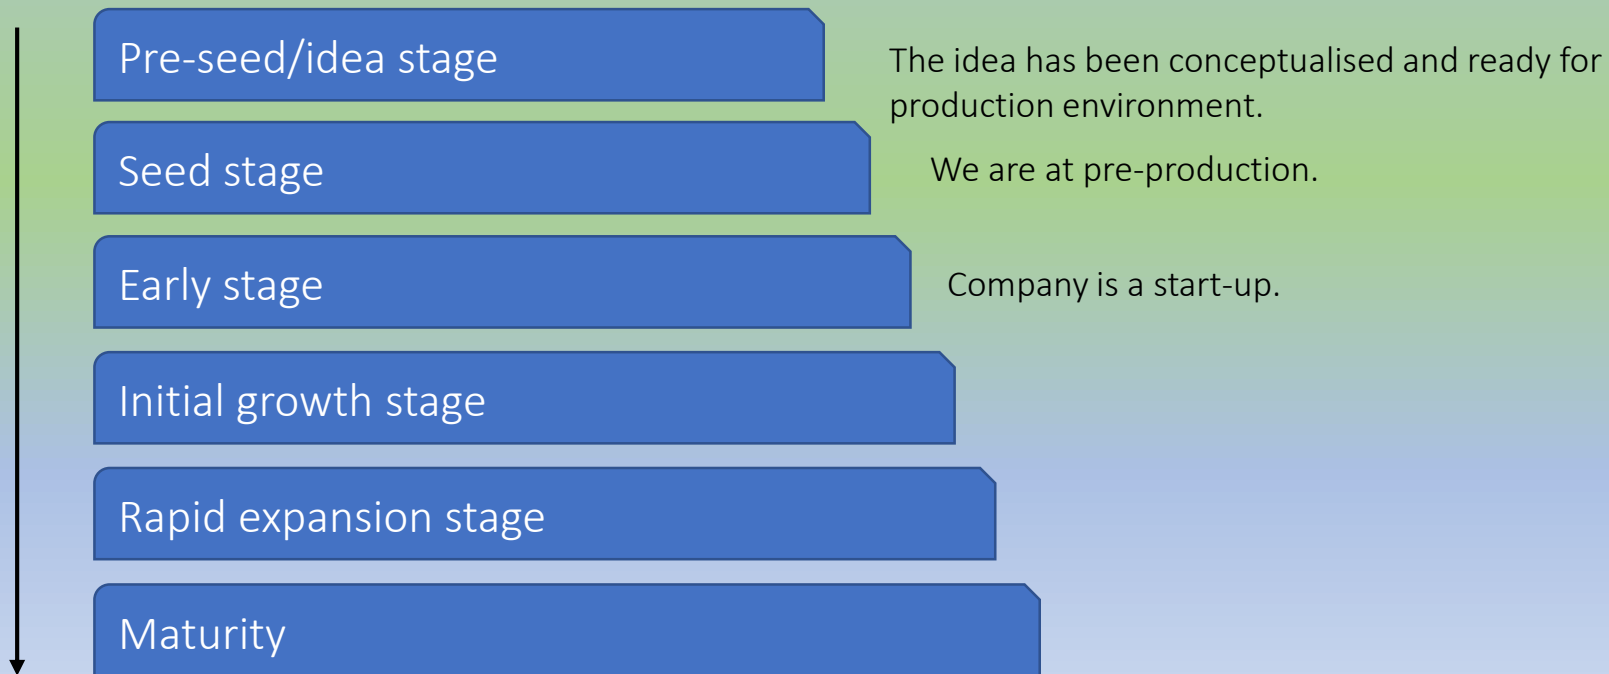 Pre-seed/idea stage
The idea has been conceptualised and ready for
production environment.
Seed stage
We are at pre-production.
Early stage
Company is a start-up.
Initial growth stage
Rapid expansion stage
Maturity